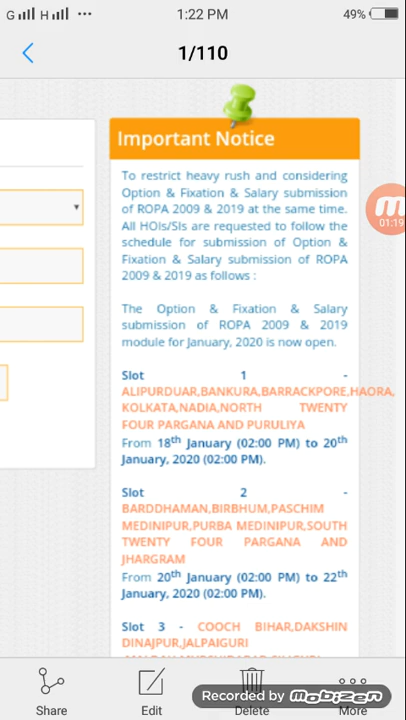 G H ••• 1:22 PM 49%
1/110
Important Notice
To restrict heavy rush and considering
Option & Fixation & Salary submission
of ROPA 2009 & 2019 at the same time.
All HOIs/SIs are requested to follow the
schedule for submission of Option &
Fixation & Salary submission of ROPA
2009 & 2019 as follows :
01:19
The Option & Fixation & Salary
submission of ROPA 2009 & 2019
module for January, 2020 is now open.
Slot 1 -
ALIPURDUAR,BANKURA,BARRACKPORE,HAORA,
KOLKATA,NADIA,NORTH TWENTY
FOUR PARGANA AND PURULIYA
From 18th January (02:00 PM) to 20th
January, 2020 (02:00 PM).
Slot 2 -
BARDDHAMAN,BIRBHUM,PASCHIM
MEDINIPUR,PURBA MEDINIPUR,SOUTH
TWENTY FOUR PARGANA AND
JHARGRAM
From 20th January (02:00 PM) to 22th
January, 2020 (02:00 PM).
Slot 3 - COOCH BIHAR,DAKSHIN
DINAJPUR,JALPAIGURI
Recorded by Mobizen
Share Edit Delete More